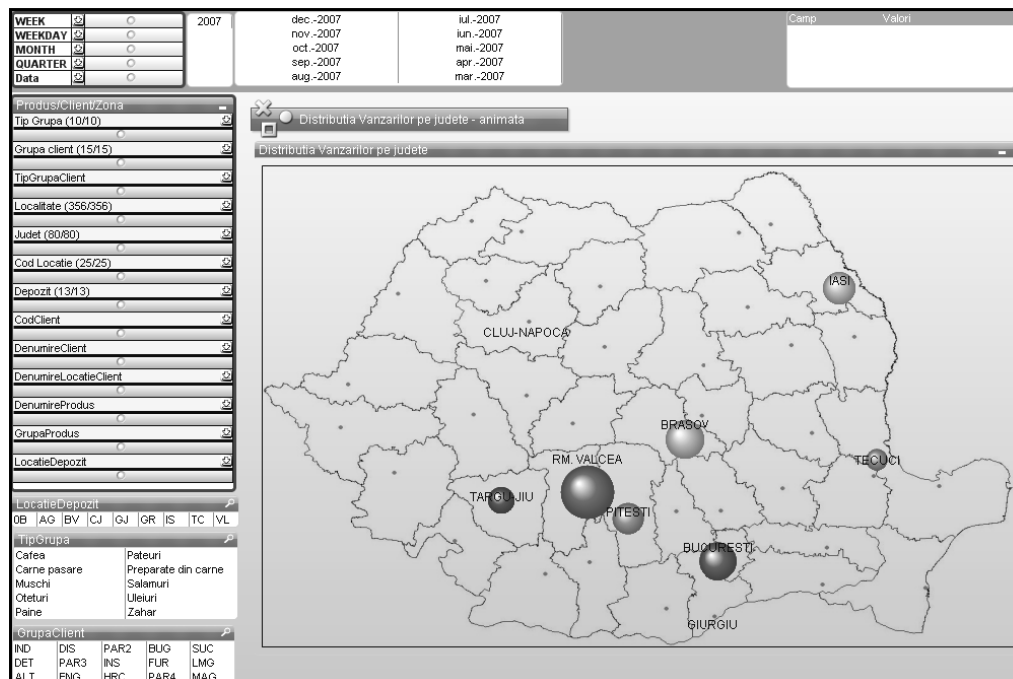 WEEK
WEEKDAY
MONTH
QUARTER
Data
2007
dec.-2007 iul.-2007
nov.-2007 iun.-2007
oct.-2007 mai.-2007
sep.-2007 apr.-2007
aug.-2007 mar.-2007
Camp Valori
Produs/Client/Zona
Tip Grupa (10/10)
Grupa client (15/15)
TipGrupaClient
Localitate (356/356)
Judet (80/80)
Cod Locatie (25/25)
Depozit (13/13)
CodClient
DenumireClient
DenumireLocatieClient
DenumireProdus
GrupaProdus
LocatieDepozit
LocatieDepozit
0B AG BV CJ GJ GR IS TC VL
TipGrupa
Cafea Pateuri
Carne pasare Preparate din carne
Muschi Salamuri
Oteturi Uleiuri
Paine Zahar
GrupaClient
IND DIS PAR2 BUG SUC
DET PAR3 INS FUR LMG
ALT ENG HRC PAR4 MAG
Distributia Vanzarilor pe judete - animata
Distributia Vanzarilor pe judete
IASI
CLUJ-NAPOCA
BRASOV
RM. VALCEA
TECUCI
TARGU-JIU
PITESTI
BUCURESTI
GIURGIU